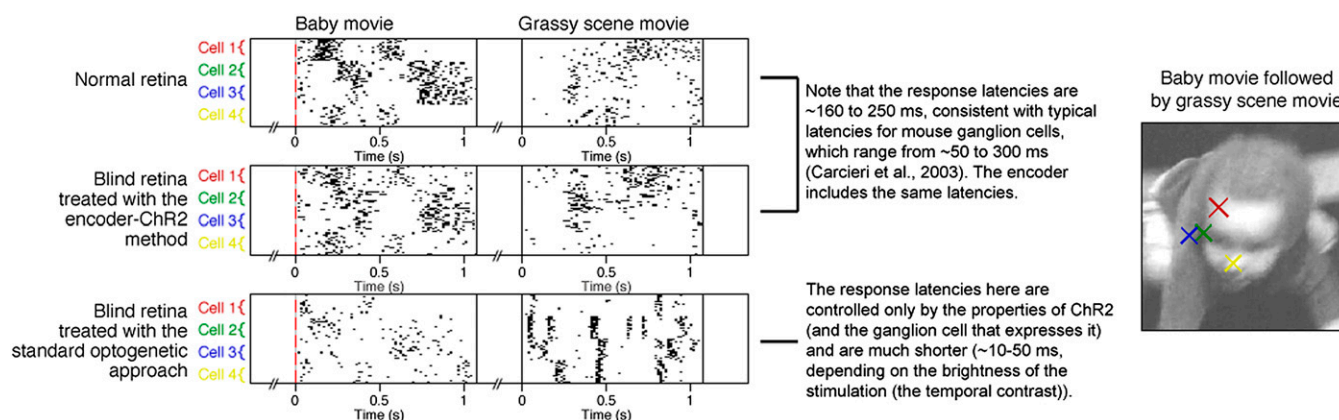 Baby movie
Grassy scene movie
Normal retina
Cell 1{
Cell 2{
Cell 3{
Cell 4{
0 0.5 1
Time (s)
0 0.5 1
Time (s)
Blind retina
treated with the
encoder-ChR2
method
Cell 1{
Cell 2{
Cell 3{
Cell 4{
0 0.5 1
Time (s)
0 0.5 1
Time (s)
Blind retina
treated with the
standard optogenetic
approach
Cell 1{
Cell 2{
Cell 3{
Cell 4{
0 0.5 1
Time (s)
0 0.5 1
Time (s)
Note that the response latencies are
~160 to 250 ms, consistent with typical
latencies for mouse ganglion cells,
which range from ~50 to 300 ms
(Carcieri et al., 2003). The encoder
includes the same latencies.
The response latencies here are
controlled only by the properties of ChR2
(and the ganglion cell that expresses it)
and are much shorter (~10-50 ms,
depending on the brightness of the
stimulation (the temporal contrast)).
Baby movie followed
by grassy scene movie